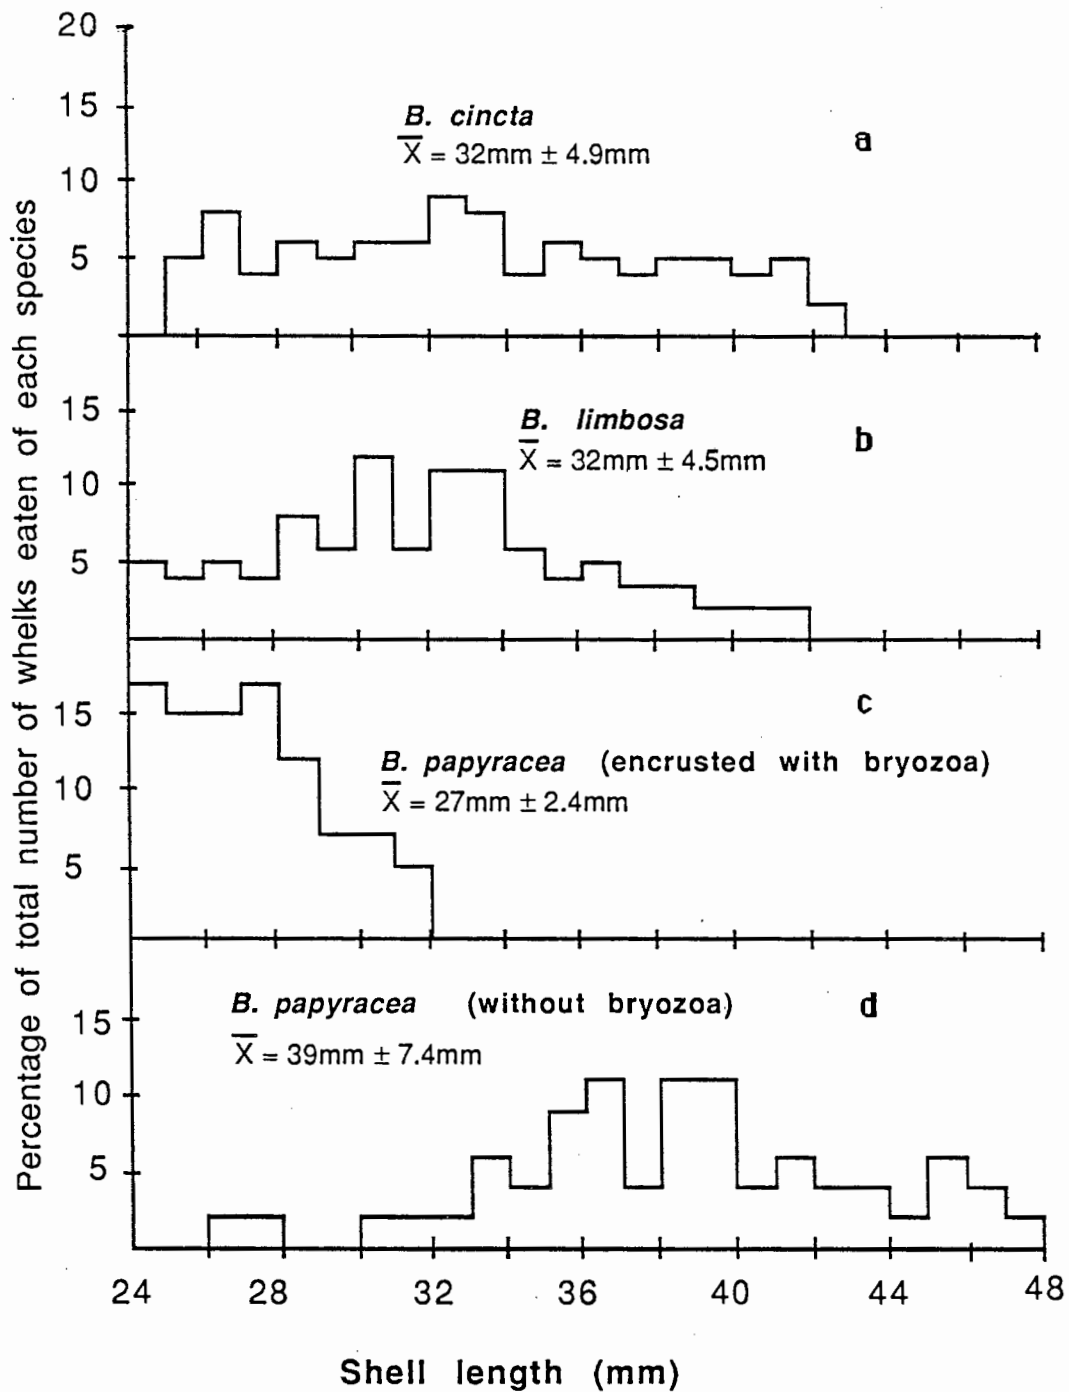 Percentage of total number of whelks eaten of each species
20
15
10
5
B. cincta
X = 32mm ± 4.9mm
a
15
10
5
B. limbosa
X = 32mm ± 4.5mm
b
15
10
5
c
B. papyracea (encrusted with bryozoa)
X = 27mm ± 2.4mm
15
10
5
B. papyracea (without bryozoa)
X = 39mm ± 7.4mm
d
24 28 32 36 40 44 48
Shell length (mm)